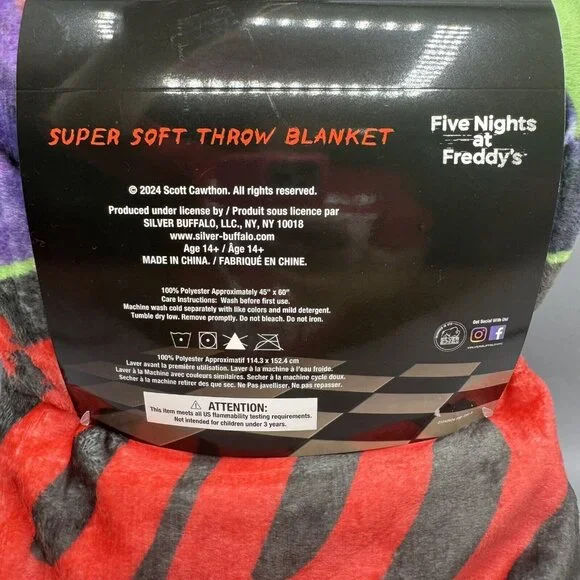 SUPER SOFT THROW BLANKET
Five Nights
at
Freddy's
© 2024 Scott Cawthon. All rights reserved.
Produced under license by / Produit sous licence par
SILVER BUFFALO, LLC., NY, NY 10018
www.silver-buffalo.com
Age 14+ / Âge 14+
MADE IN CHINA. / FABRIQUÉ EN CHINE.
100% Polyester Approximately 45" x 60"
Care Instructions: Wash before first use.
Machine wash cold separately with like colors and mild detergent.
Tumble dry low. Remove promptly. Do not bleach. Do not iron.
Get Social With Us!
100% Polyester Approximatif 114.3 x 152.4 cm
Laver avant la première utilisation. Laver à la machine à l'eau froide.
Laver à la Machine avec couleurs similaires. Secher à la machine cycle doux.
Secher à la machine retirer des que sec. Ne pas javelliser. Ne pas repasser.
ATTENTION:
This item meets all US flammability testing requirements.
Not intended for children under 3 years.